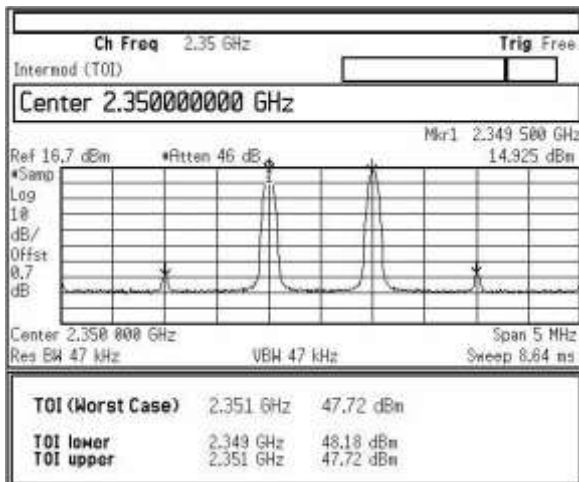 Ch Freq 2.35 GHz Trig Free
Intermod (TOI)
Center 2.350000000 GHz
Mkr1 2.349 500 GHz
Ref 16.7 dBm *Atten 46 dB 14.925 dBm
*Samp
Log
10
dB/
Offst
0.7
dB
1
Center 2.350 000 GHz Span 5 MHz
Res BW 47 kHz VBW 47 kHz Sweep 8.64 ms
TOI (Worst Case) 2.351 GHz 47.72 dBm
TOI lower 2.349 GHz 48.18 dBm
TOI upper 2.351 GHz 47.72 dBm